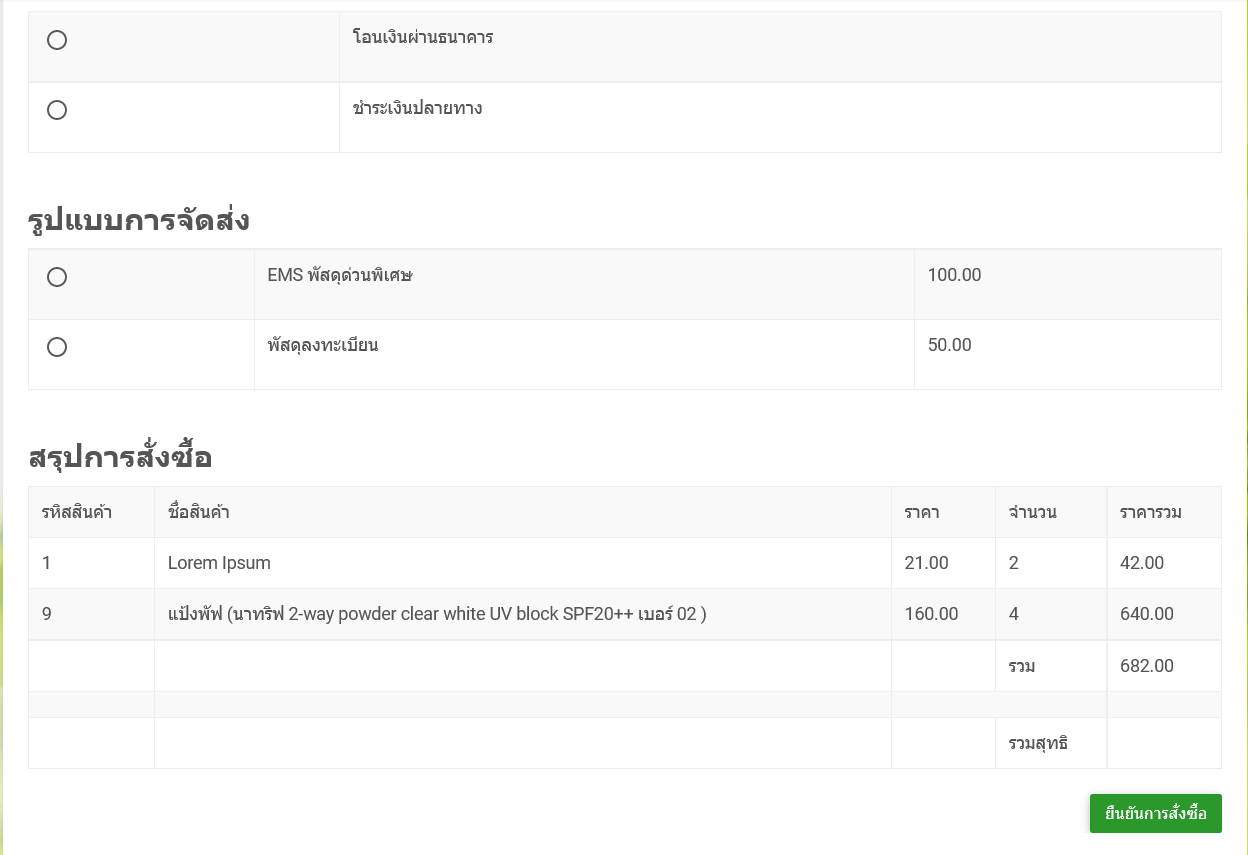 โอนเงินผ่านธนาคาร
ชำระเงินปลายทาง
รูปแบบการจัดส่ง
EMS พัสดุด่วนพิเศษ 100.00
พัสดุลงทะเบียน 50.00
สรุปการสั่งซื้อ
รหัสสินค้า ชื่อสินค้า ราคา จำนวน ราคารวม
1 Lorem Ipsum 21.00 2 42.00
9 แป้งพัฟ (นาทริฟ 2-way powder clear white UV block SPF20++ เบอร์ 02 ) 160.00 4 640.00
รวม 682.00
รวมสุทธิ
ยืนยันการสั่งซื้อ